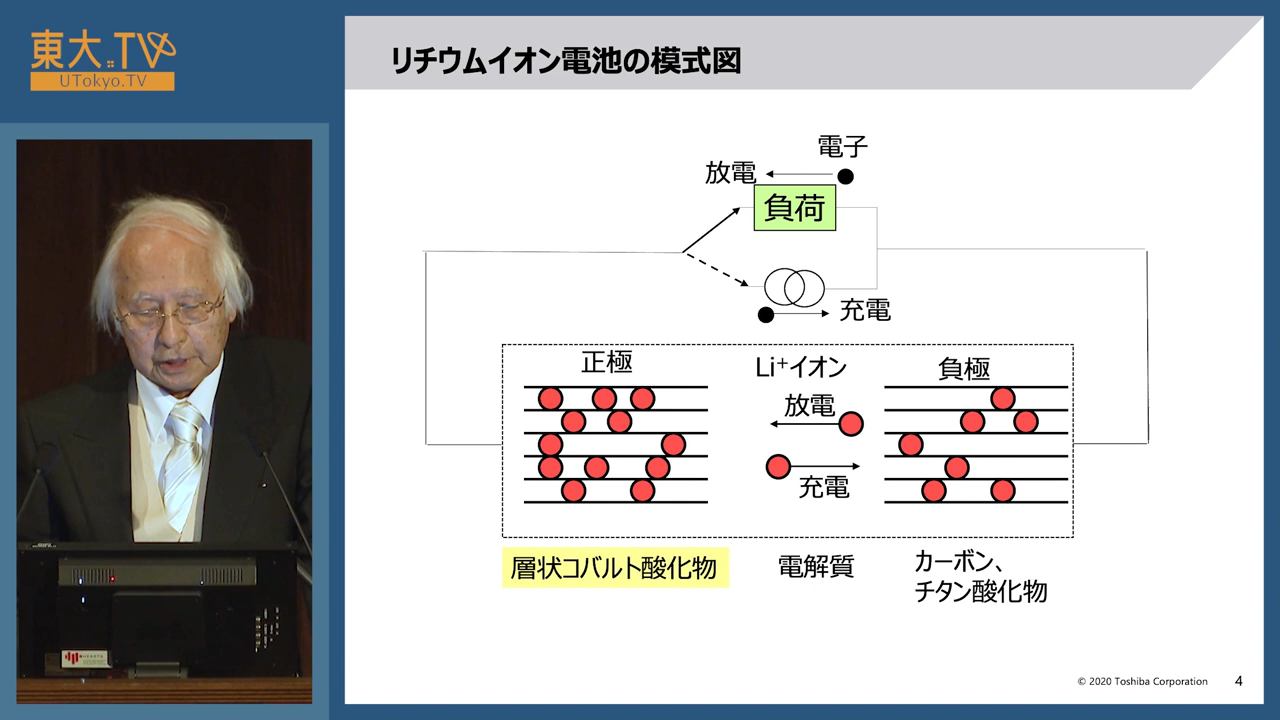 東大.TV
UTokyo.TV
リチウムイオン電池の模式図
電子
放電
負荷
充電
正極
Li⁺イオン
負極
放電
充電
層状コバルト酸化物
電解質
カーボン、
チタン酸化物
© 2020 Toshiba Corporation
4